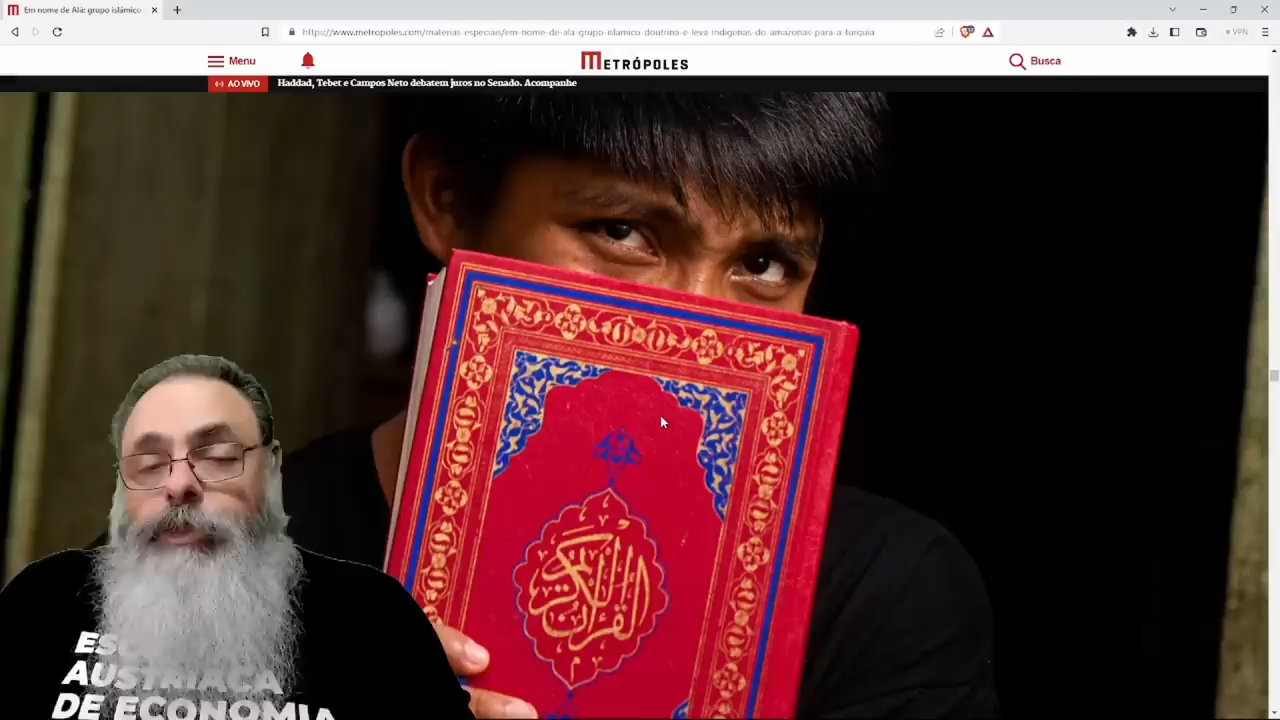 Em nome de Alá: grupo islâmico
VPN
https://www.metropoles.com/materias-especiais/em-nome-de-ala-grupo-islamico-doutrina-e-leva-indigenas-do-amazonas-para-a-turquia
Menu
METRÓPOLES
Busca
AO VIVO
Haddad, Tebet e Campos Neto debatem juros no Senado. Acompanhe
القرآن الكريم
AUSTRÍACA
DE ECONOMIA